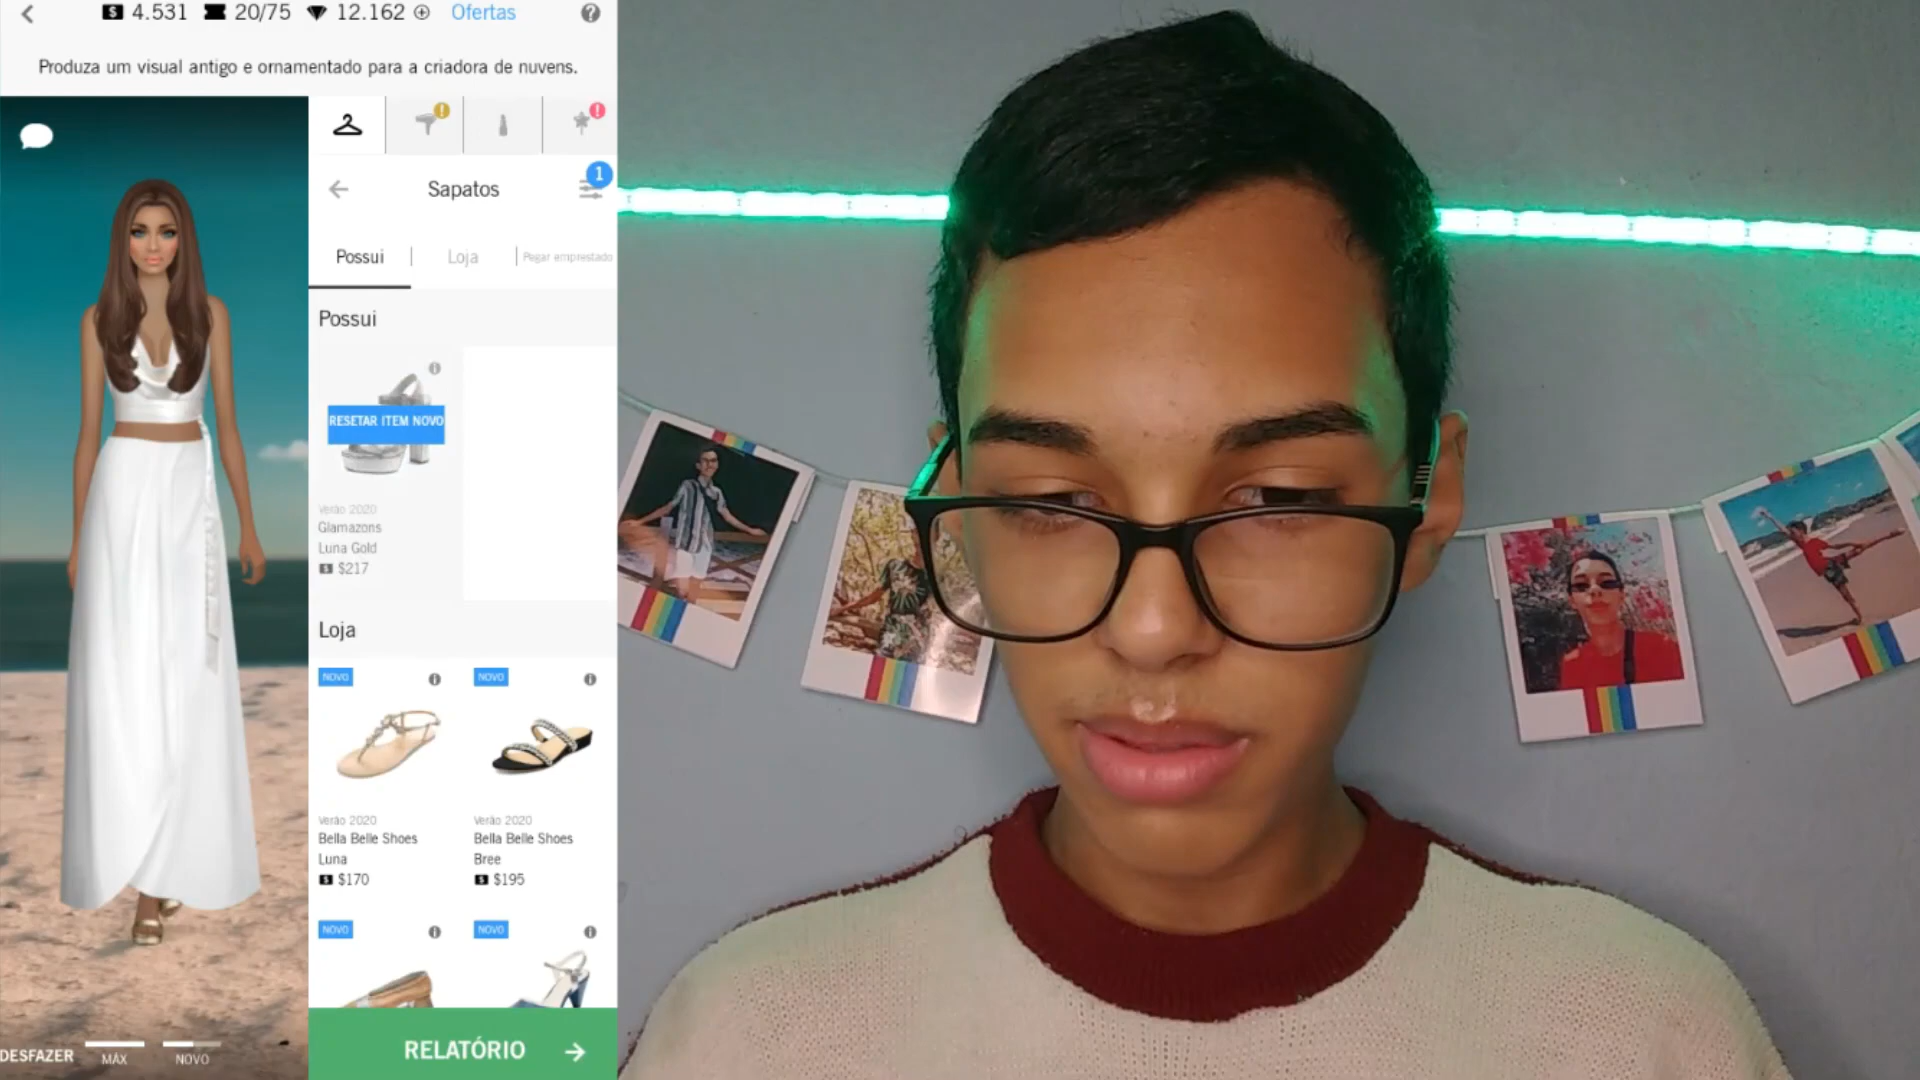 $ 4.531 20/75 12.162 Ofertas ?
Produza um visual antigo e ornamentado para a criadora de nuvens.
!
!
Sapatos
1
Possui
Loja
Pegar emprestado
Possui
RESETAR ITEM NOVO
Verão 2020
Glamazons
Luna Gold
$ $217
Loja
NOVO
NOVO
Verão 2020
Bella Belle Shoes
Luna
$ $170
Verão 2020
Bella Belle Shoes
Bree
$ $195
NOVO
NOVO
DESFAZER
MÁX
NOVO
RELATÓRIO